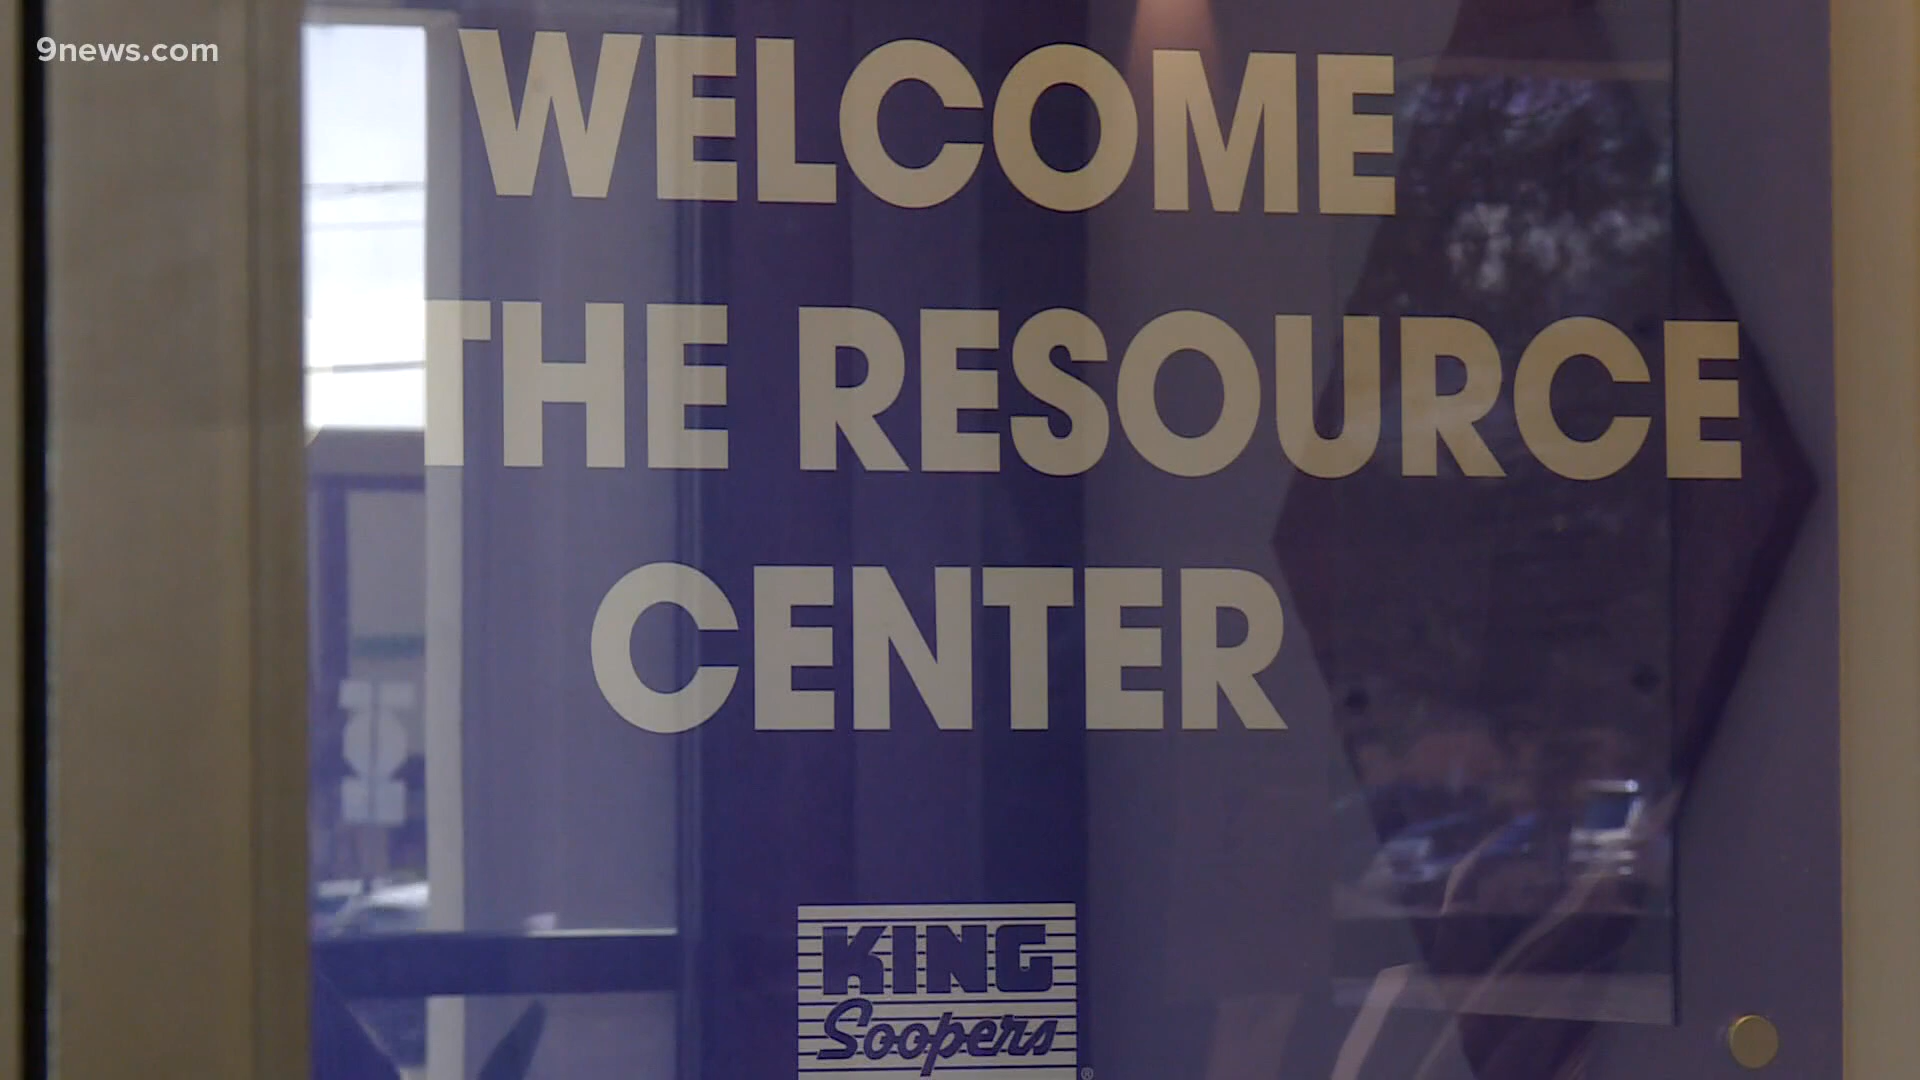 9news.com
WELCOME
THE RESOURCE
CENTER
KING
Soopers
®